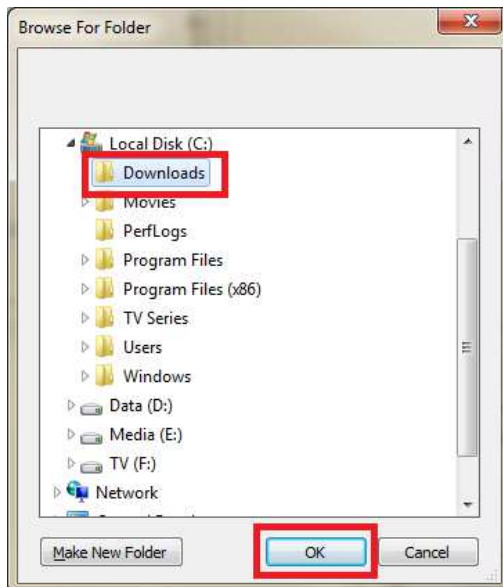 Browse For Folder
Local Disk (C:)
Downloads
Movies
PerfLogs
Program Files
Program Files (x86)
TV Series
Users
Windows
Data (D:)
Media (E:)
TV (F:)
Network
Make New Folder
OK
Cancel